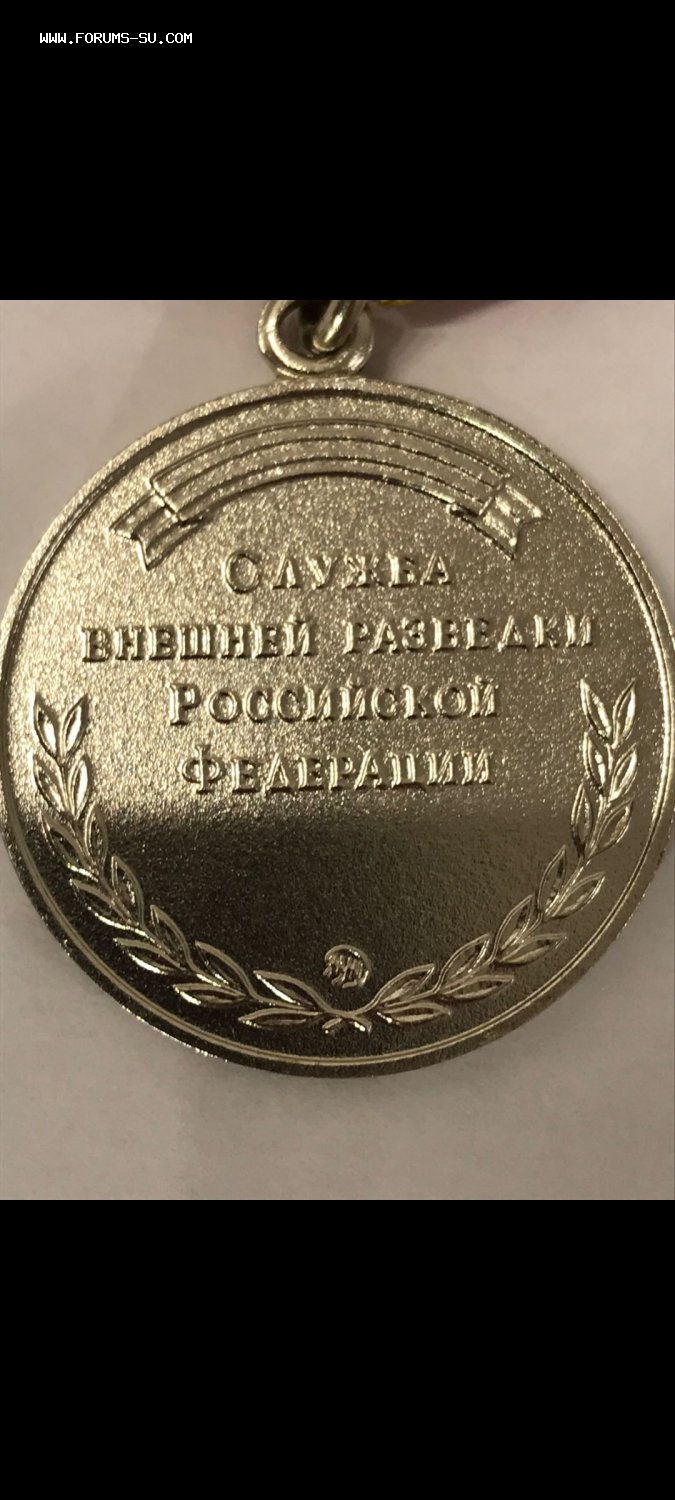 WWW.FORUMS-SU.COM
СЛУЖБА
ВНЕШНЕЙ РАЗВЕДКИ
РОССИЙСКОЙ
ФЕДЕРАЦИИ